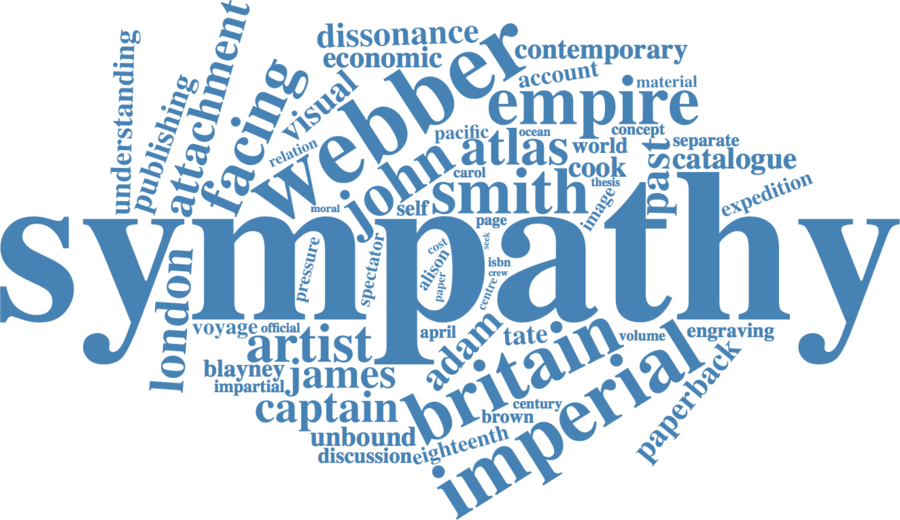 understanding
publishing
attachment
facing
visual
relation
dissonance
economic
webber
contemporary
account
material
empire
pacific
ocean
concept
separate
atlas
world
catalogue
past
john
carol
cook
thesis
smith
image
expedition
moral
self
page
sympathy
pressure
spectator
cost
alison
paper
seek
isbn
crew
centre
london
voyage
official
april
adam
tate
volume
engraving
artist
britain
blayney
james
impartial
imperial
paperback
captain
century
brown
unbound
eighteenth
discussion